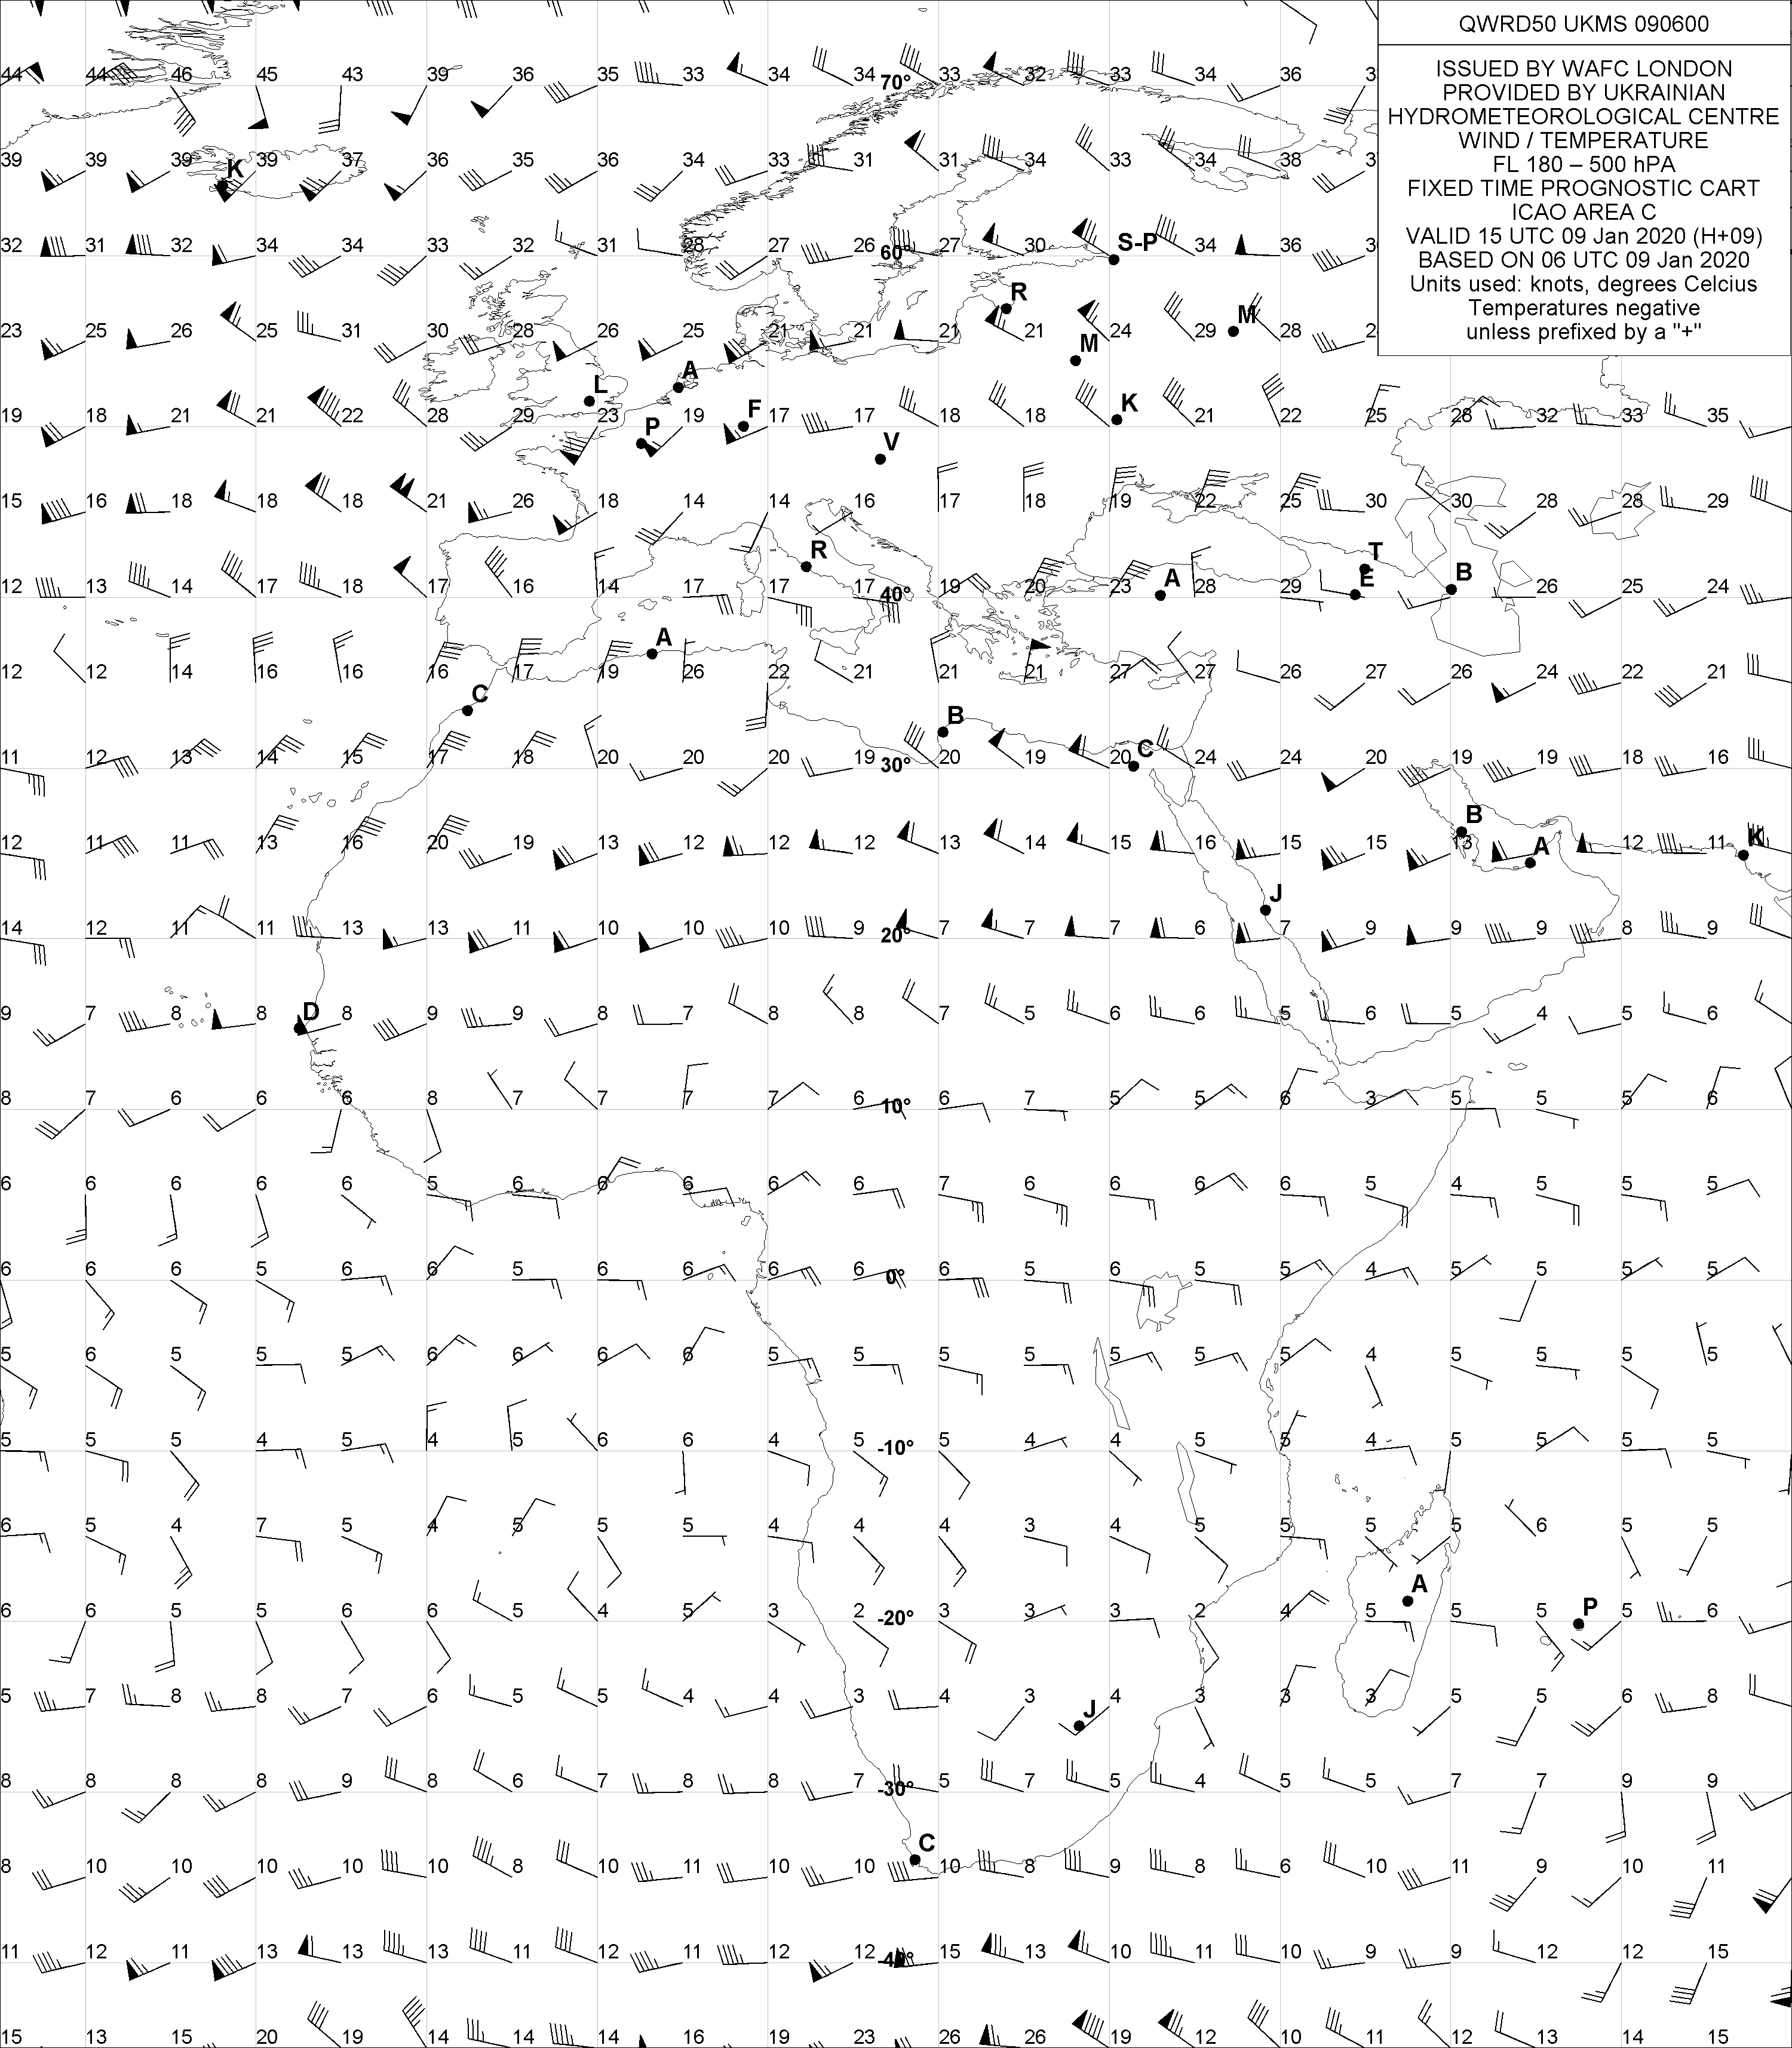 QWRD50 UKMS 090600
ISSUED BY WAFC LONDON
PROVIDED BY UKRAINIAN
HYDROMETEOROLOGICAL CENTRE
WIND / TEMPERATURE
FL 180 – 500 hPA
FIXED TIME PROGNOSTIC CART
ICAO AREA C
VALID 15 UTC 09 Jan 2020 (H+09)
BASED ON 06 UTC 09 Jan 2020
Units used: knots, degrees Celcius
Temperatures negative
unless prefixed by a "+"
44 44 46 45 43 39 36 35 33 34 34 70° 33 32 33 34 36 3
39 39 39 K 39 37 36 35 36 34 33 31 31 34 33 34 38 3
32 31 32 34 34 33 32 31 28 27 26 60° 27 30 S-P 34 36 3
R M
23 25 26 25 31 30 28 26 25 21 21 21 21 24 29 28 2
M
A L
19 18 21 21 22 28 29 23 P 19 F 17 17 18 18 K 21 22 25 28 32 33 35
V
15 16 18 18 18 21 26 18 14 14 16 17 18 19 22 25 30 30 28 28 29
R T
12 13 14 17 18 17 16 14 17 17 17 40° 19 20 23 A 28 29 E B 26 25 24
A
12 12 14 16 16 16 17 19 26 22 21 21 21 27 27 26 27 26 24 22 21
C B
11 12 13 14 15 17 18 20 20 20 19 30° 20 19 20 C 24 24 20 19 19 18 16
B
12 11 11 13 16 20 19 13 12 12 12 13 14 15 16 15 15 13 A 12 11 K
J
14 12 11 11 13 13 11 10 10 10 9 20° 7 7 7 6 7 9 9 9 8 9
9 7 8 8 D 8 9 9 8 7 8 8 7 5 6 6 5 6 5 4 5 6
8 7 6 6 6 8 7 7 7 7 6 10° 6 7 5 5 6 3 5 5 5 6
6 6 6 6 6 5 6 6 6 6 6 7 6 6 6 6 5 4 5 5 5
6 6 6 5 6 6 5 6 6 6 6 0° 6 5 6 5 5 4 5 5 5 5
5 6 5 5 5 6 6 6 6 5 5 5 5 5 5 5 4 5 5 5 5
5 5 5 4 5 4 5 6 6 4 5 -10° 5 4 4 5 5 4 5 5 5 5
6 5 4 7 5 4 5 5 5 4 4 4 3 4 5 5 5 5 6 5 5
A P
6 6 5 5 6 6 5 4 5 3 2 -20° 3 3 3 2 4 5 5 5 5 6
5 7 8 8 7 6 5 5 4 4 3 4 3 J 4 3 3 3 5 5 6 8
8 8 8 8 9 8 6 7 8 8 7 -30° 5 7 5 4 5 5 7 7 9 9
C
8 10 10 10 10 10 8 10 11 10 10 10 8 9 8 6 10 11 9 10 11
11 12 11 13 13 13 11 12 11 12 12 -40° 15 13 10 11 10 9 9 12 12 15
15 13 15 20 19 14 14 14 16 19 23 26 26 19 12 10 11 12 13 14 15